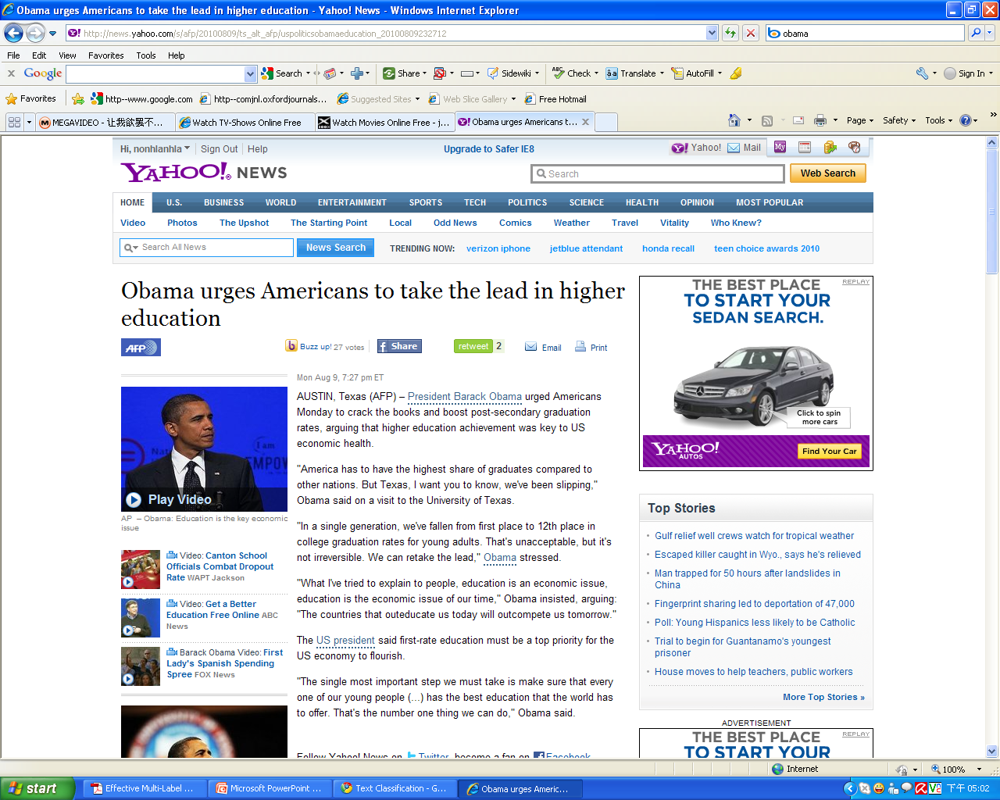 Obama urges Americans to take the lead in higher education - Yahoo! News - Windows Internet Explorer
http://news.yahoo.com/s/afp/20100809/ts_alt_afp/uspoliticsobamaeducation_20100809232712
obama
File Edit View Favorites Tools Help
Google Search Share Sidewiki Check Translate AutoFill Sign In
Favorites http--www.google.com http--comjnl.oxfordjournals... Suggested Sites Web Slice Gallery Free Hotmail
MEGAVIDEO - 让我欲罢不... Watch TV-Shows Online Free Watch Movies Online Free - j... Obama urges Americans t... Page Safety Tools
Hi, nonhlanhla Sign Out Help Upgrade to Safer IE8 Yahoo! Mail My
YAHOO! NEWS
Search Web Search
HOME U.S. BUSINESS WORLD ENTERTAINMENT SPORTS TECH POLITICS SCIENCE HEALTH OPINION MOST POPULAR
Video Photos The Upshot The Starting Point Local Odd News Comics Weather Travel Vitality Who Knew?
Search All News News Search TRENDING NOW: verizon iphone jetblue attendant honda recall teen choice awards 2010
Obama urges Americans to take the lead in higher
education
AFP Buzz up! 27 votes Share retweet 2 Email Print
Mon Aug 9, 7:27 pm ET
AUSTIN, Texas (AFP) – President Barack Obama urged Americans
Monday to crack the books and boost post-secondary graduation
rates, arguing that higher education achievement was key to US
economic health.
"America has to have the highest share of graduates compared to
other nations. But Texas, I want you to know, we've been slipping,"
Obama said on a visit to the University of Texas.
"In a single generation, we've fallen from first place to 12th place in
college graduation rates for young adults. That's unacceptable, but it's
not irreversible. We can retake the lead," Obama stressed.
"What I've tried to explain to people, education is an economic issue,
education is the economic issue of our time," Obama insisted, arguing:
"The countries that outeducate us today will outcompete us tomorrow."
The US president said first-rate education must be a top priority for the
US economy to flourish.
"The single most important step we must take is make sure that every
one of our young people (...) has the best education that the world has
to offer. That's the number one thing we can do," Obama said.
Follow Yahoo! News on Twitter, become a fan on Facebook
I am
EMPOW
Play Video
AP – Obama: Education is the key economic
issue
Video: Canton School
Officials Combat Dropout
Rate WAPT Jackson
Video: Get a Better
Education Free Online ABC
News
Barack Obama Video: First
Lady's Spanish Spending
Spree FOX News
REPLAY
THE BEST PLACE
TO START YOUR
SEDAN SEARCH.
Click to spin
more cars
YAHOO! AUTOS Find Your Car
Top Stories
Gulf relief well crews watch for tropical weather
Escaped killer caught in Wyo., says he's relieved
Man trapped for 50 hours after landslides in
China
Fingerprint sharing led to deportation of 47,000
Poll: Young Hispanics less likely to be Catholic
Trial to begin for Guantanamo's youngest
prisoner
House moves to help teachers, public workers
More Top Stories »
ADVERTISEMENT
REPLAY
THE BEST PLACE
TO START YOUR
Internet 100%
start Effective Multi-Label ... Microsoft PowerPoint ... Text Classification - G... Obama urges Americ... 下午 05:02